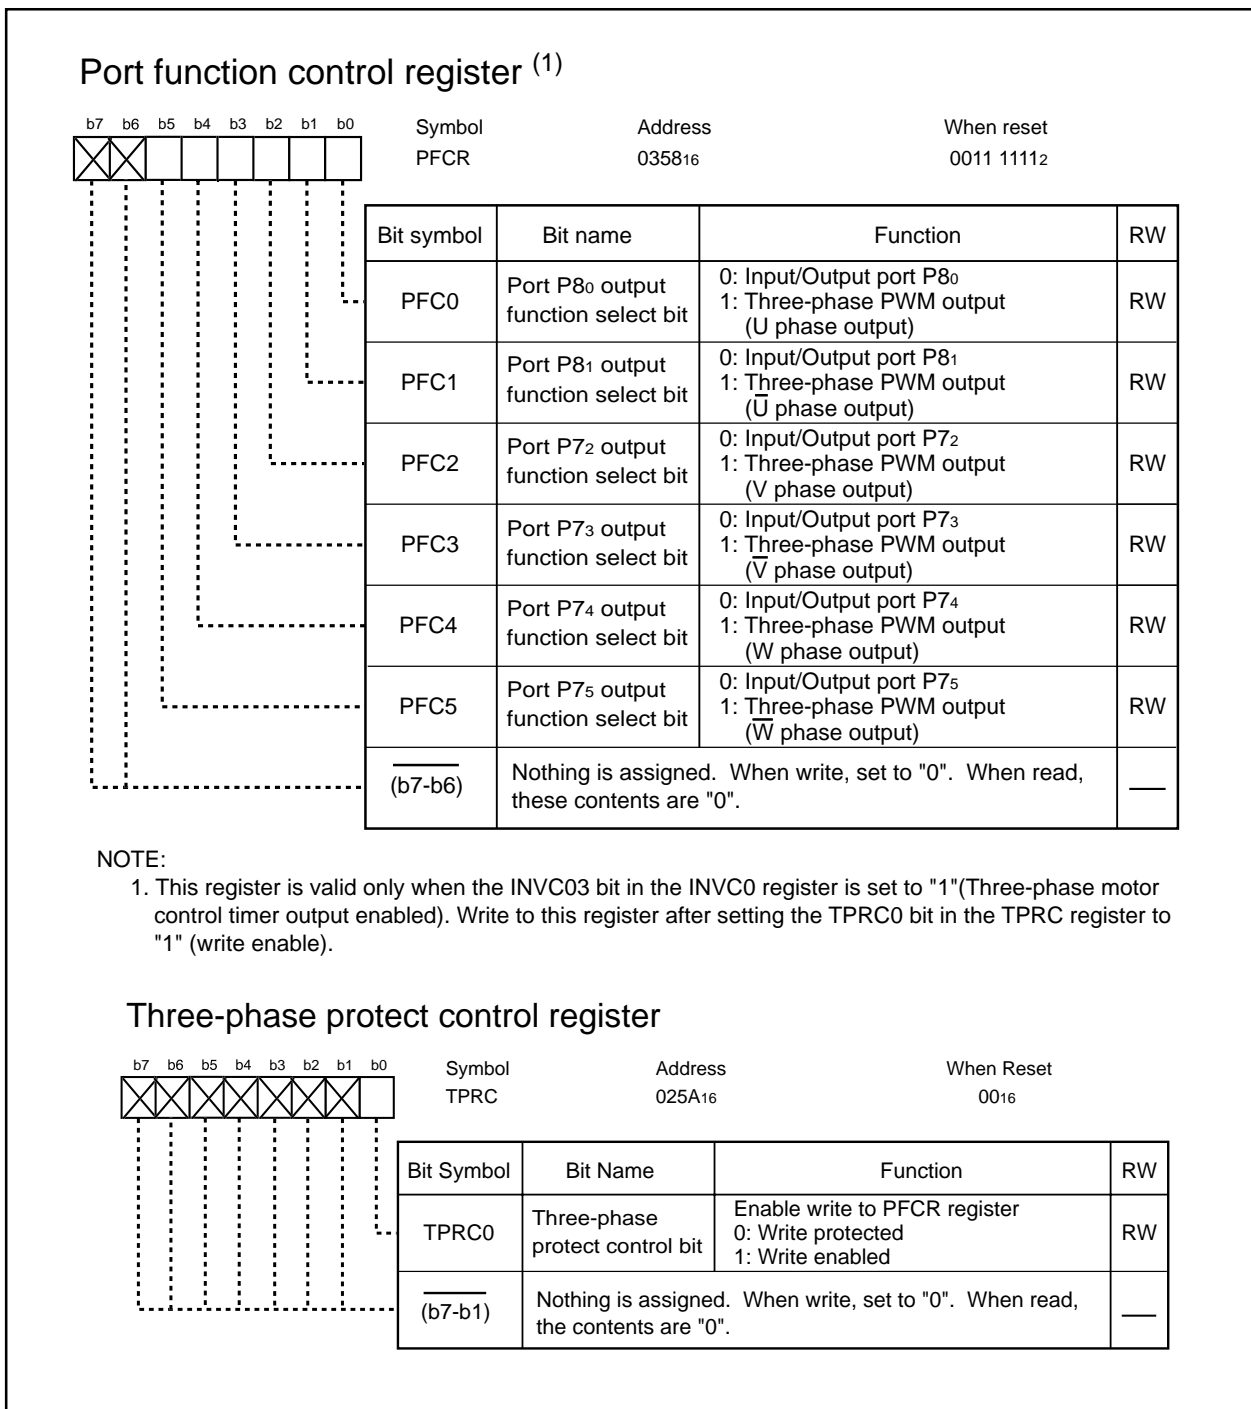 Port function control register (1)
b7 b6 b5 b4 b3 b2 b1 b0
Symbol Address When reset
PFCR 035816 0011 11112
Bit symbol Bit name Function RW
PFC0 Port P80 output function select bit 0: Input/Output port P80 RW
1: Three-phase PWM output
(U phase output)
PFC1 Port P81 output function select bit 0: Input/Output port P81 RW
1: Three-phase PWM output
(U̅ phase output)
PFC2 Port P72 output function select bit 0: Input/Output port P72 RW
1: Three-phase PWM output
(V phase output)
PFC3 Port P73 output function select bit 0: Input/Output port P73 RW
1: Three-phase PWM output
(V̅ phase output)
PFC4 Port P74 output function select bit 0: Input/Output port P74 RW
1: Three-phase PWM output
(W phase output)
PFC5 Port P75 output function select bit 0: Input/Output port P75 RW
1: Three-phase PWM output
(W̅ phase output)
(b7-b6) Nothing is assigned. When write, set to "0". When read,
these contents are "0".
NOTE:
1. This register is valid only when the INVC03 bit in the INVC0 register is set to "1"(Three-phase motor
control timer output enabled). Write to this register after setting the TPRC0 bit in the TPRC register to
"1" (write enable).
Three-phase protect control register
b7 b6 b5 b4 b3 b2 b1 b0
Symbol Address When Reset
TPRC 025A16 0016
Bit Symbol Bit Name Function RW
TPRC0 Three-phase protect control bit Enable write to PFCR register RW
0: Write protected
1: Write enabled
(b7-b1) Nothing is assigned. When write, set to "0". When read,
the contents are "0".